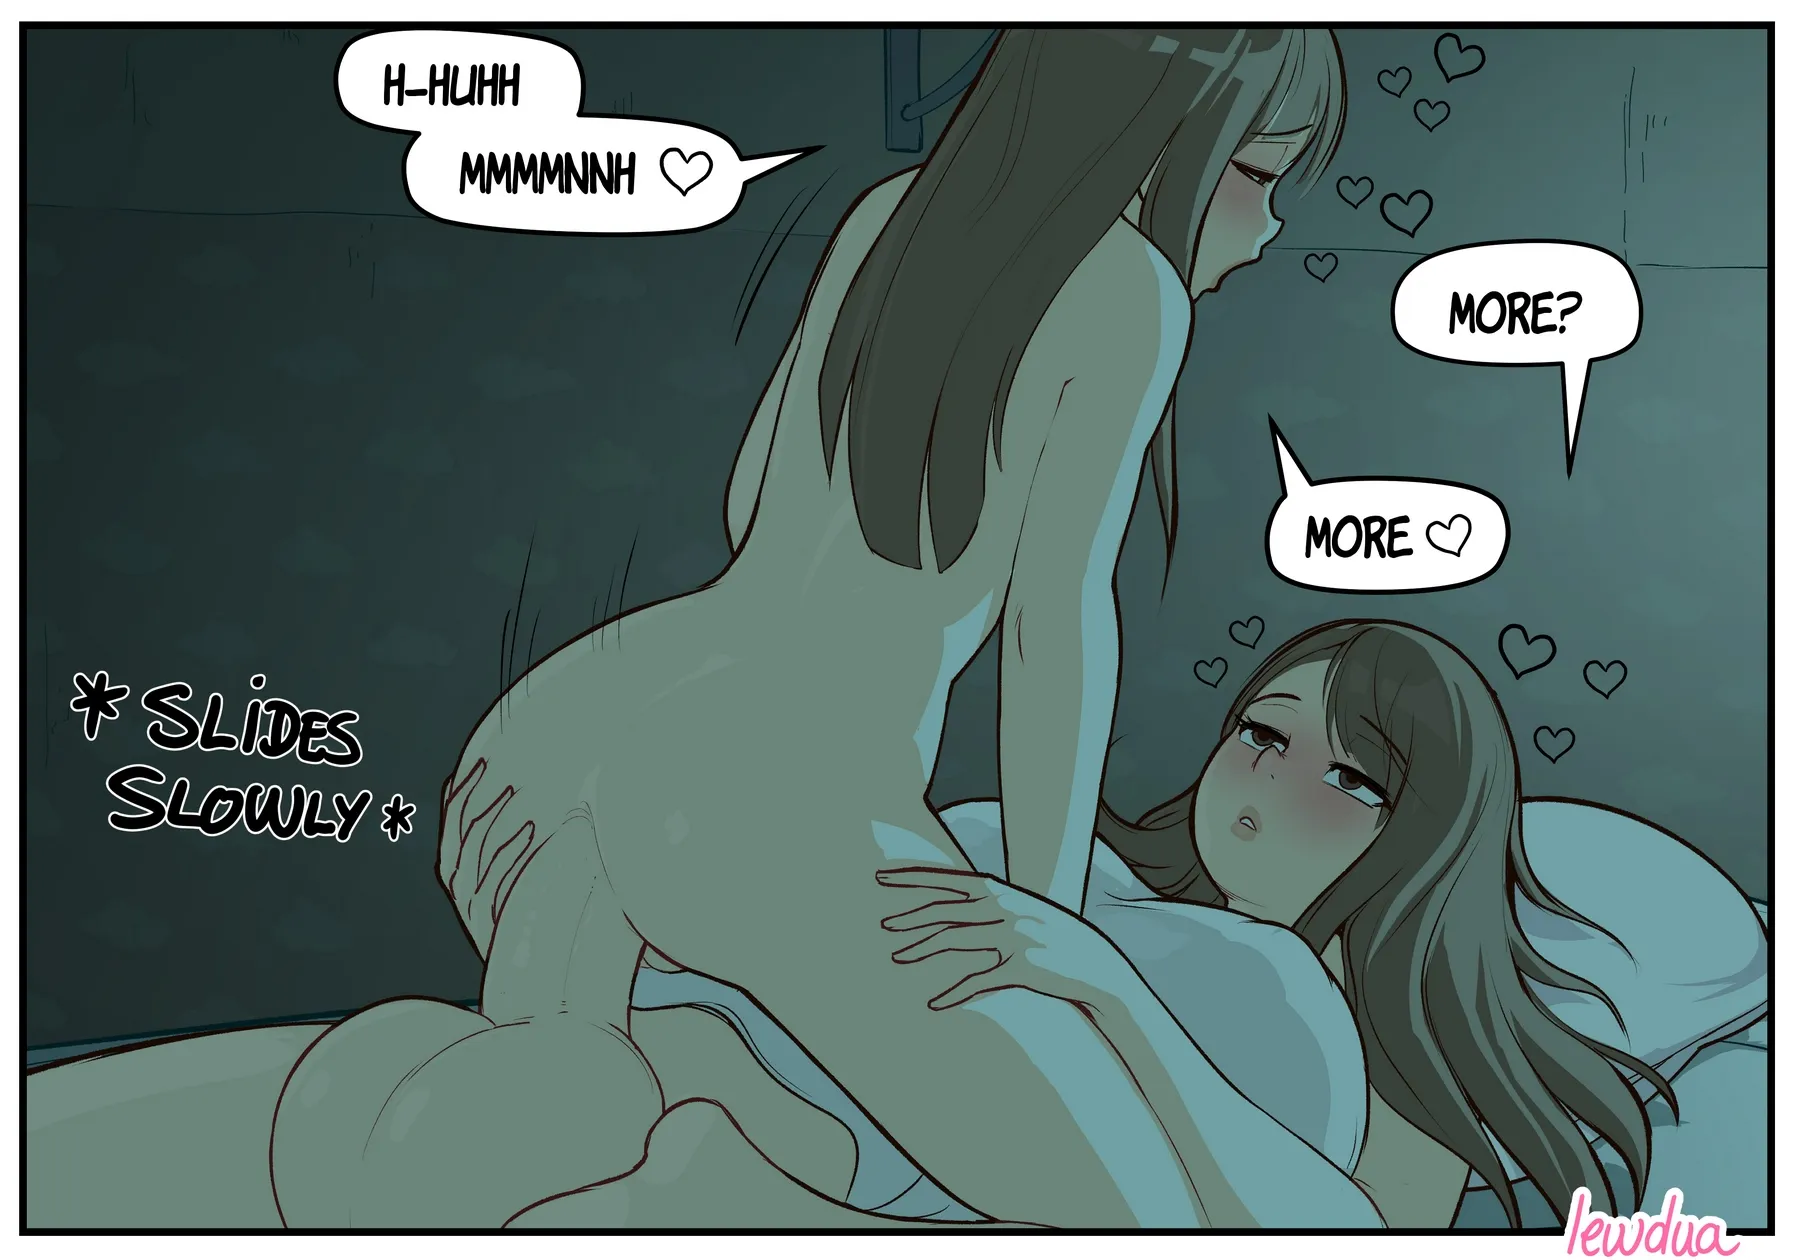 H-HUHH
MMMMNNH ♡
MORE?
MORE ♡
*SLIDES
SLOWLY*
lewdua